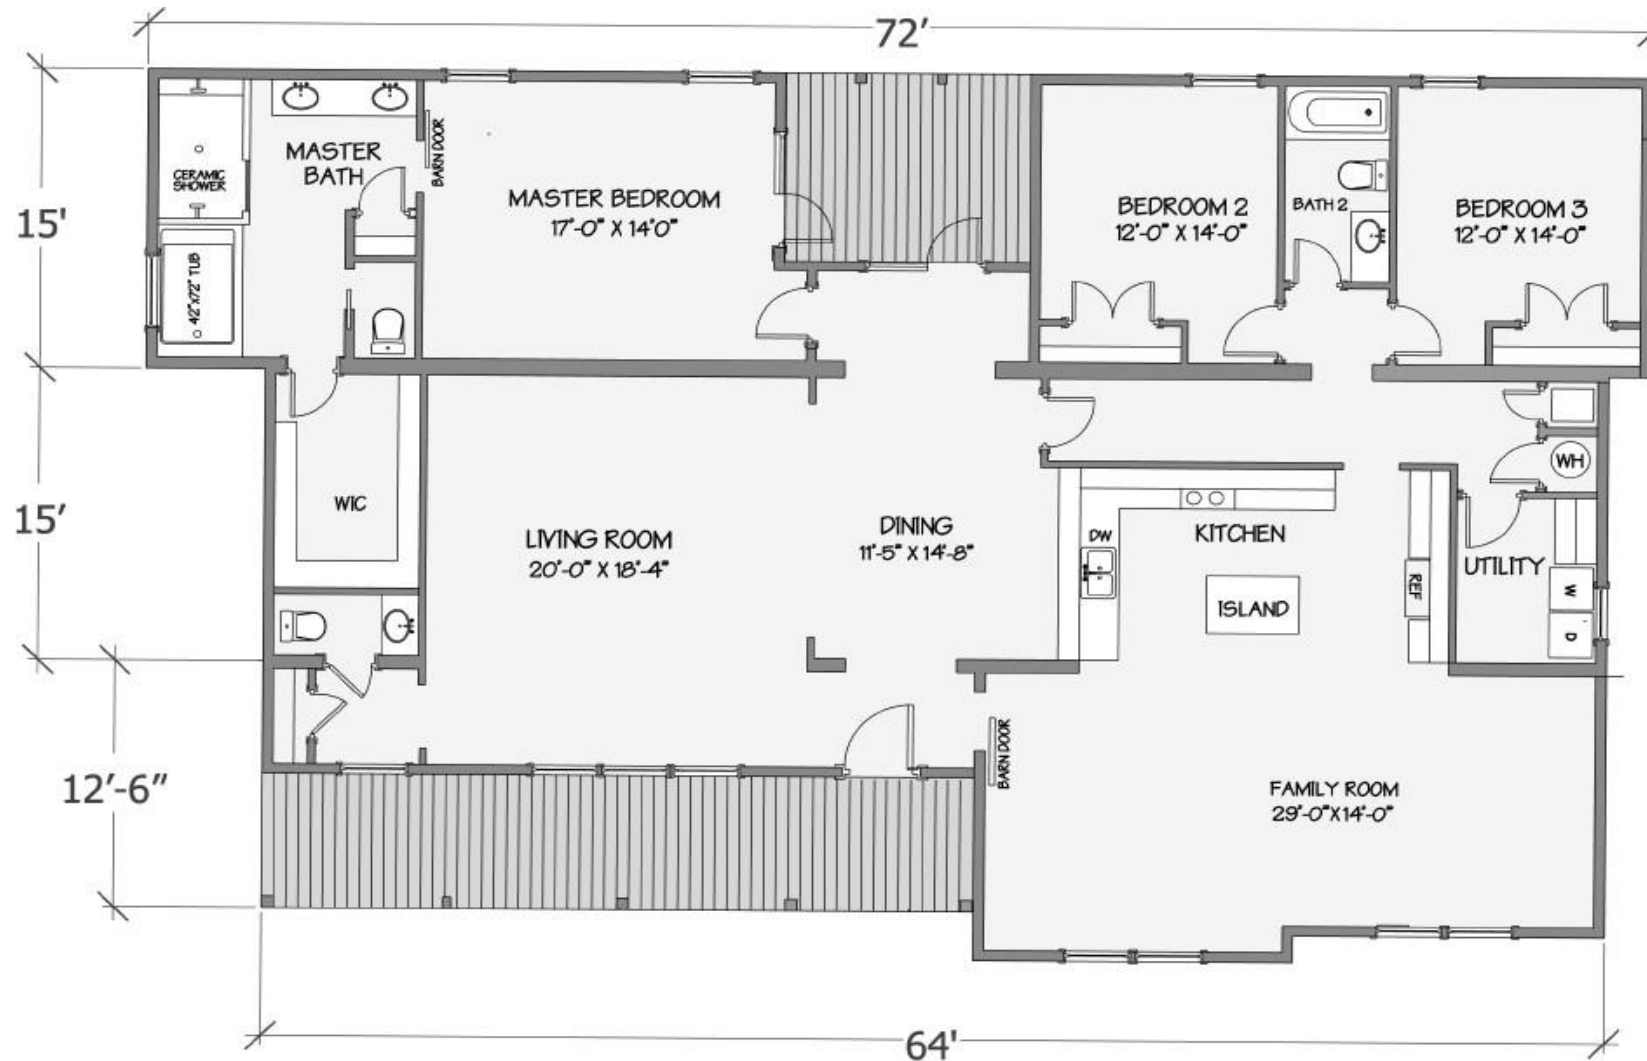 72'
15'
15'
12'-6"
64'
MASTER
BATH
CERAMIC
SHOWER
42"x72" TUB
BARN DOOR
MASTER BEDROOM
17'-0" X 14'0"
BEDROOM 2
12'-0" X 14'-0"
BATH 2
BEDROOM 3
12'-0" X 14'-0"
WIC
LIVING ROOM
20'-0" X 18'-4"
DINING
11'-5" X 14'-8"
DW
KITCHEN
ISLAND
REF
UTILITY
WH
W
D
BARN DOOR
FAMILY ROOM
29'-0"X14'-0"